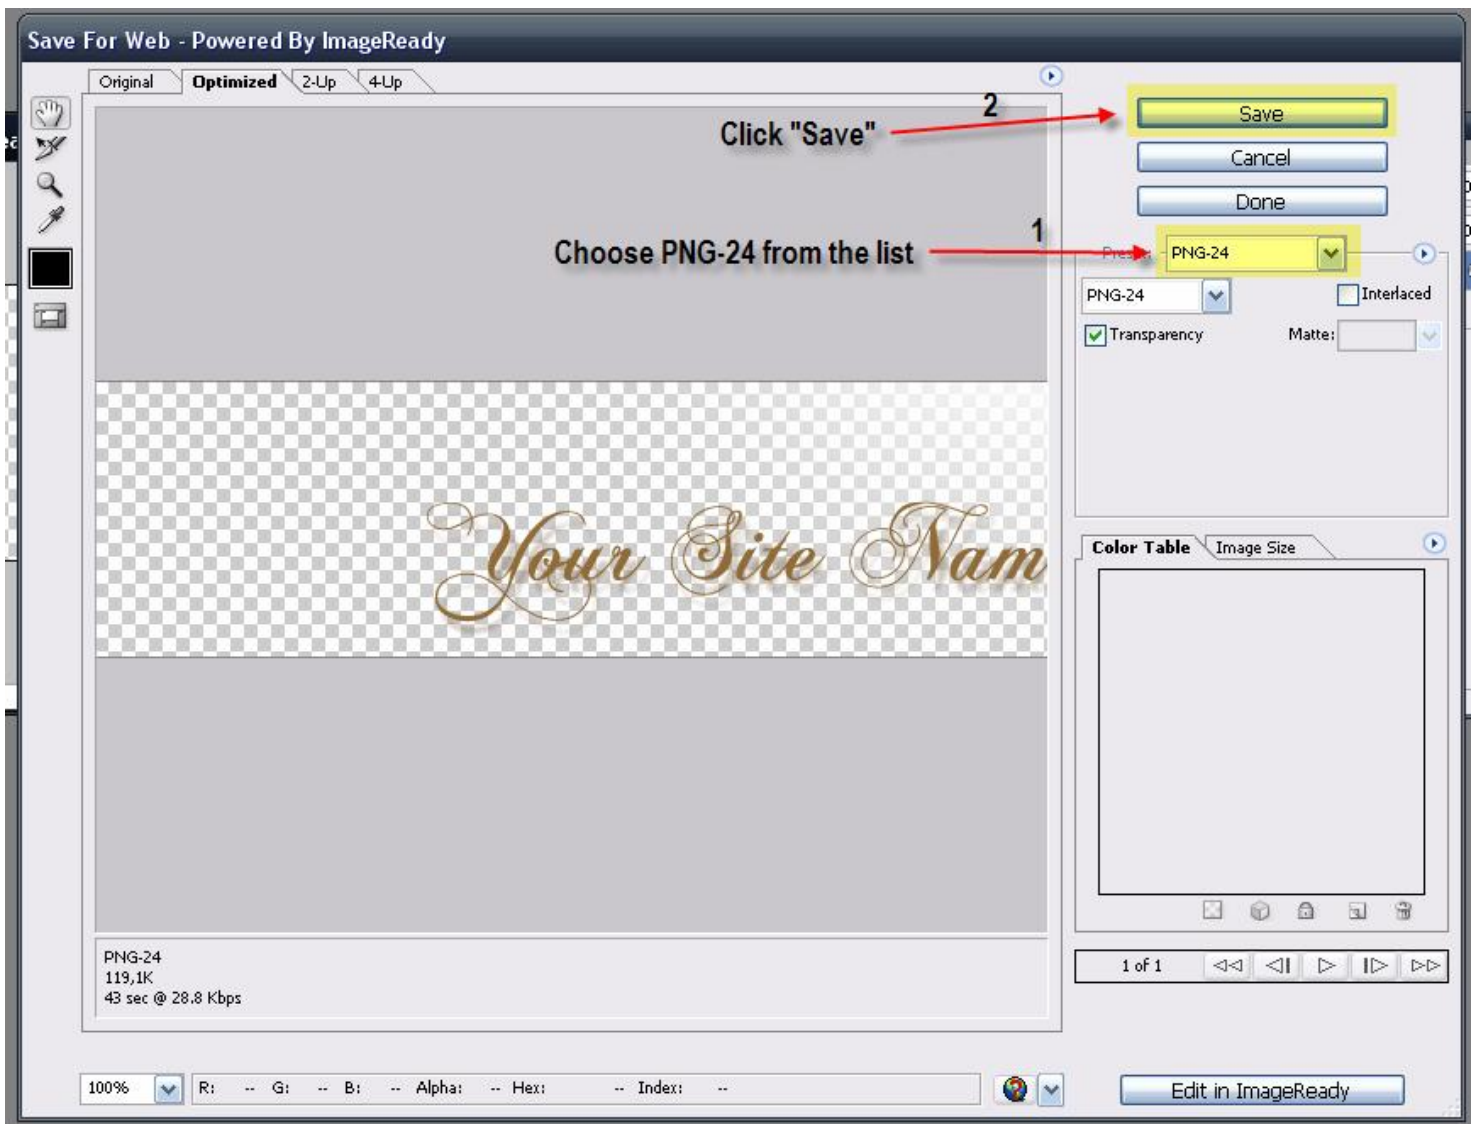 Save For Web - Powered By ImageReady
Original Optimized 2-Up 4-Up
2
Click "Save"
Save
Cancel
Done
1
Choose PNG-24 from the list
PNG-24
PNG-24
Interlaced
Transparency
Matte:
Your Site Nam
Color Table Image Size
PNG-24
119,1K
43 sec @ 28.8 Kbps
1 of 1
100% R: -- G: -- B: -- Alpha: -- Hex: -- Index: --
Edit in ImageReady